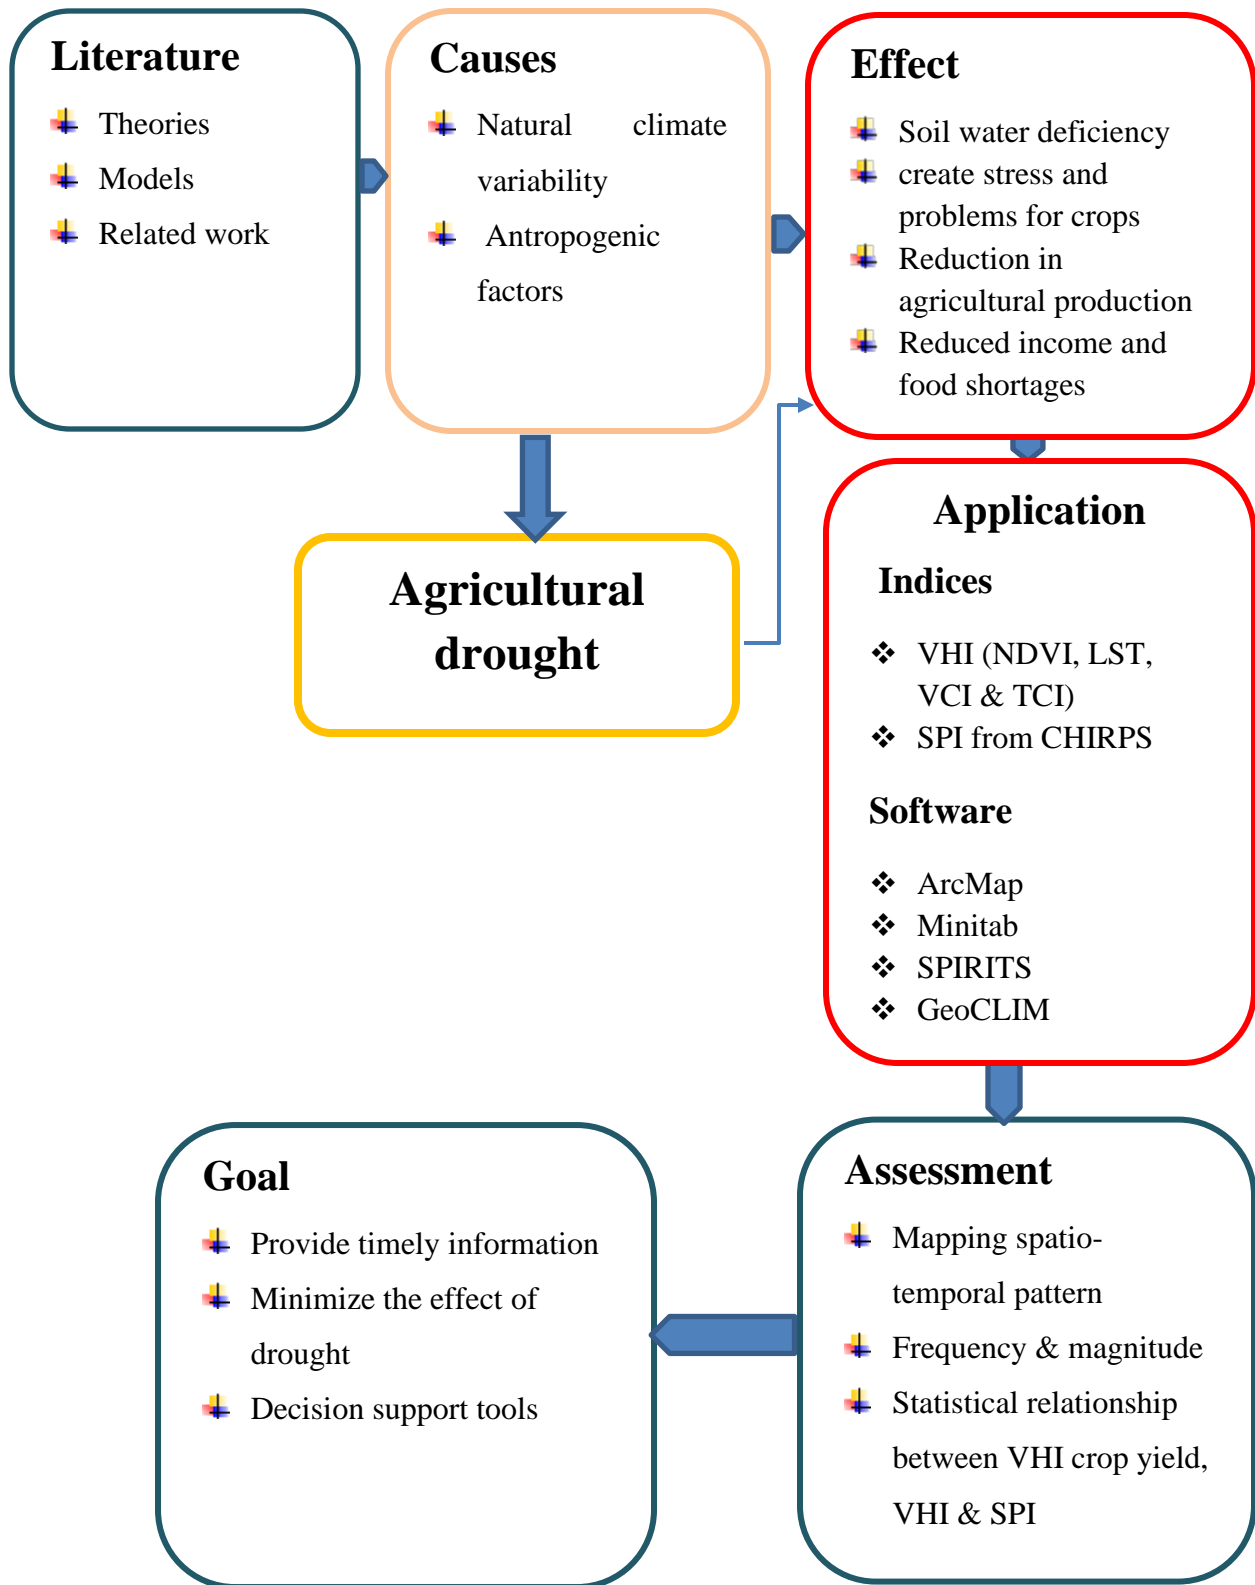 Literature
Theories
Models
Related work
Causes
Natural climate
variability
Antropogenic
factors
Effect
Soil water deficiency
create stress and
problems for crops
Reduction in
agricultural production
Reduced income and
food shortages
Agricultural
drought
Application
Indices
❖ VHI (NDVI, LST,
VCI & TCI)
❖ SPI from CHIRPS
Software
❖ ArcMap
❖ Minitab
❖ SPIRITS
❖ GeoCLIM
Assessment
Mapping spatio-
temporal pattern
Frequency & magnitude
Statistical relationship
between VHI crop yield,
VHI & SPI
Goal
Provide timely information
Minimize the effect of
drought
Decision support tools